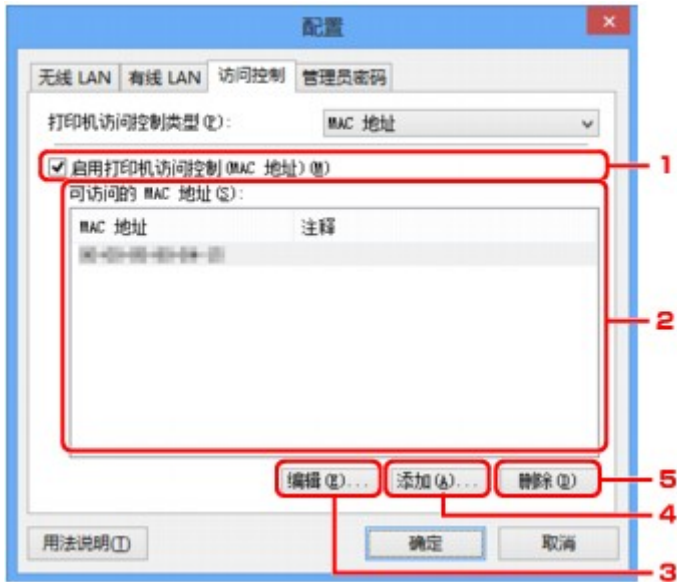 配置
无线 LAN 有线 LAN 访问控制 管理员密码
打印机访问控制类型(P): MAC 地址
启用打印机访问控制(MAC 地址)(M) 1
可访问的 MAC 地址(S):
MAC 地址 注释
2
编辑(E)... 添加(A)... 删除(D) 5
4
用法说明(I) 确定 取消
3